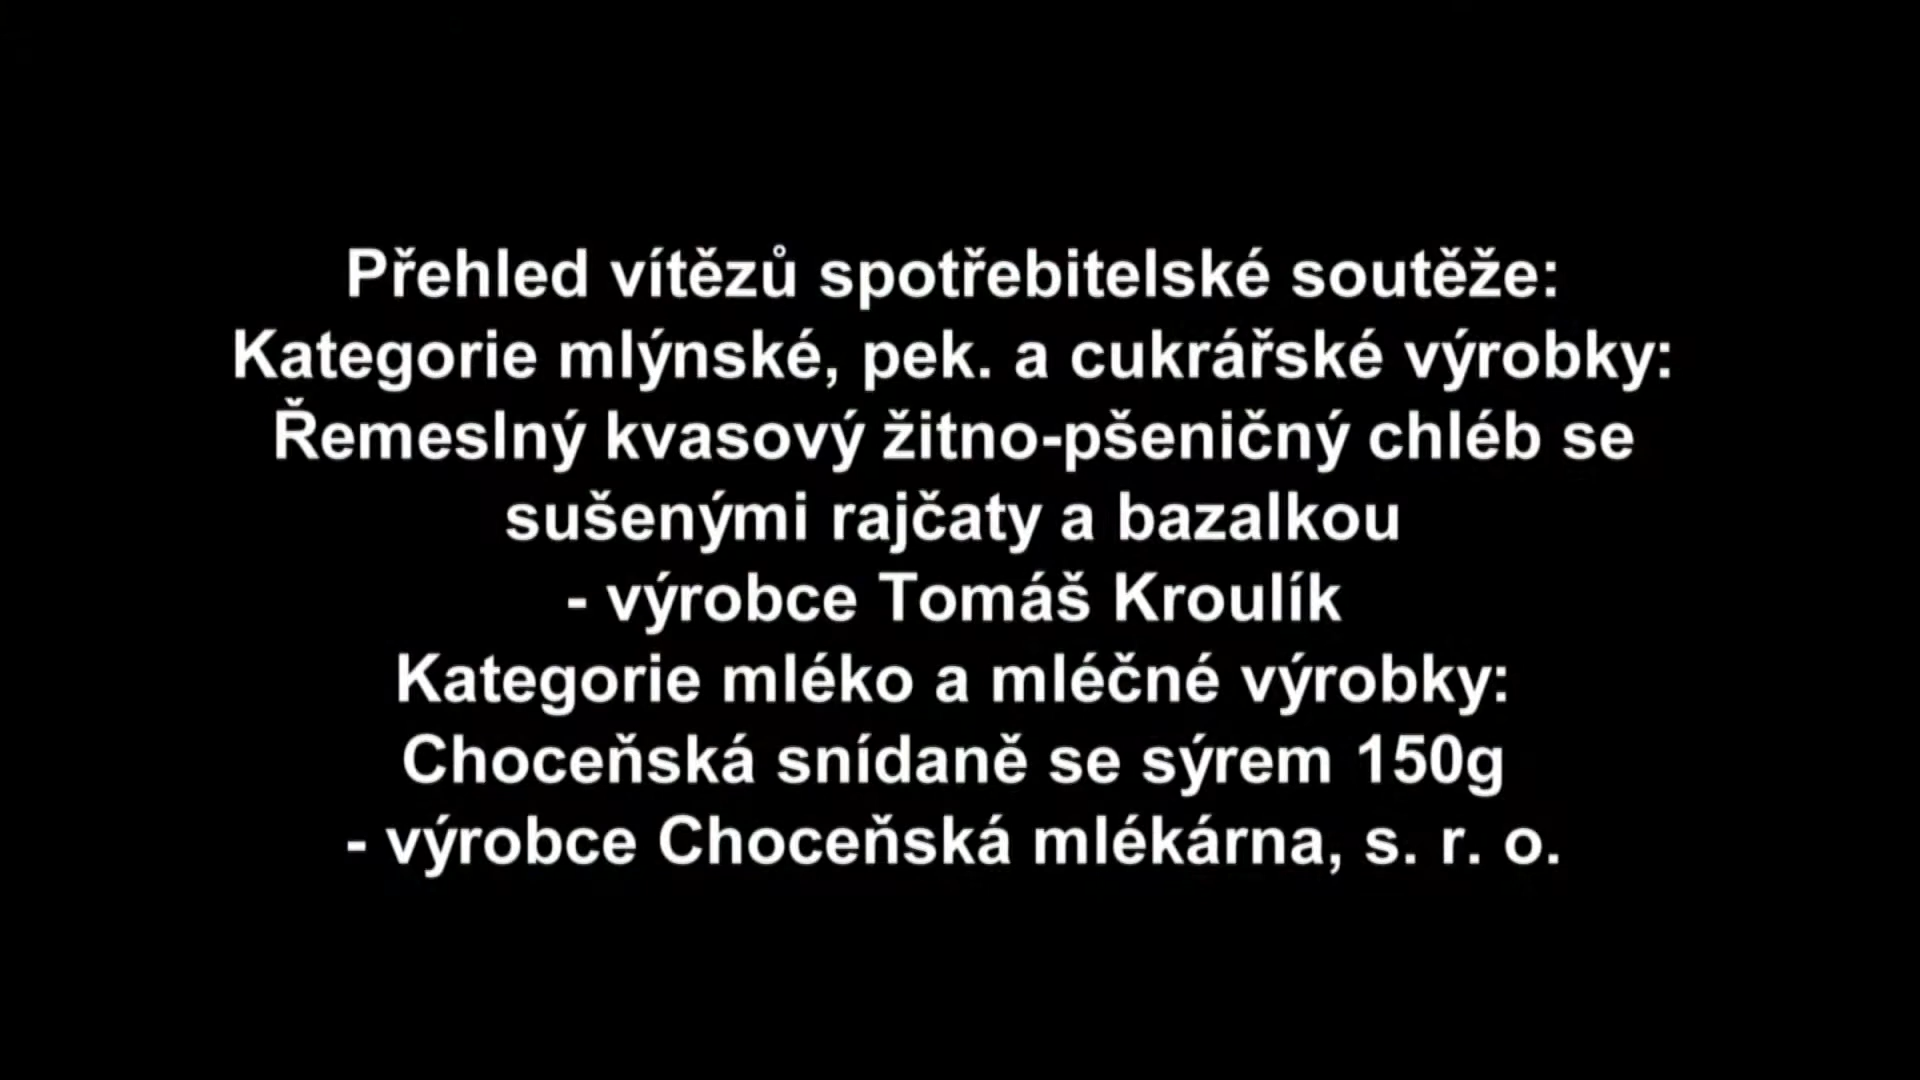 Přehled vítězů spotřebitelské soutěže:
Kategorie mlýnské, pek. a cukrářské výrobky:
Řemeslný kvasový žitno-pšeničný chléb se
sušenými rajčaty a bazalkou
- výrobce Tomáš Kroulík
Kategorie mléko a mléčné výrobky:
Choceňská snídaně se sýrem 150g
- výrobce Choceňská mlékárna, s. r. o.